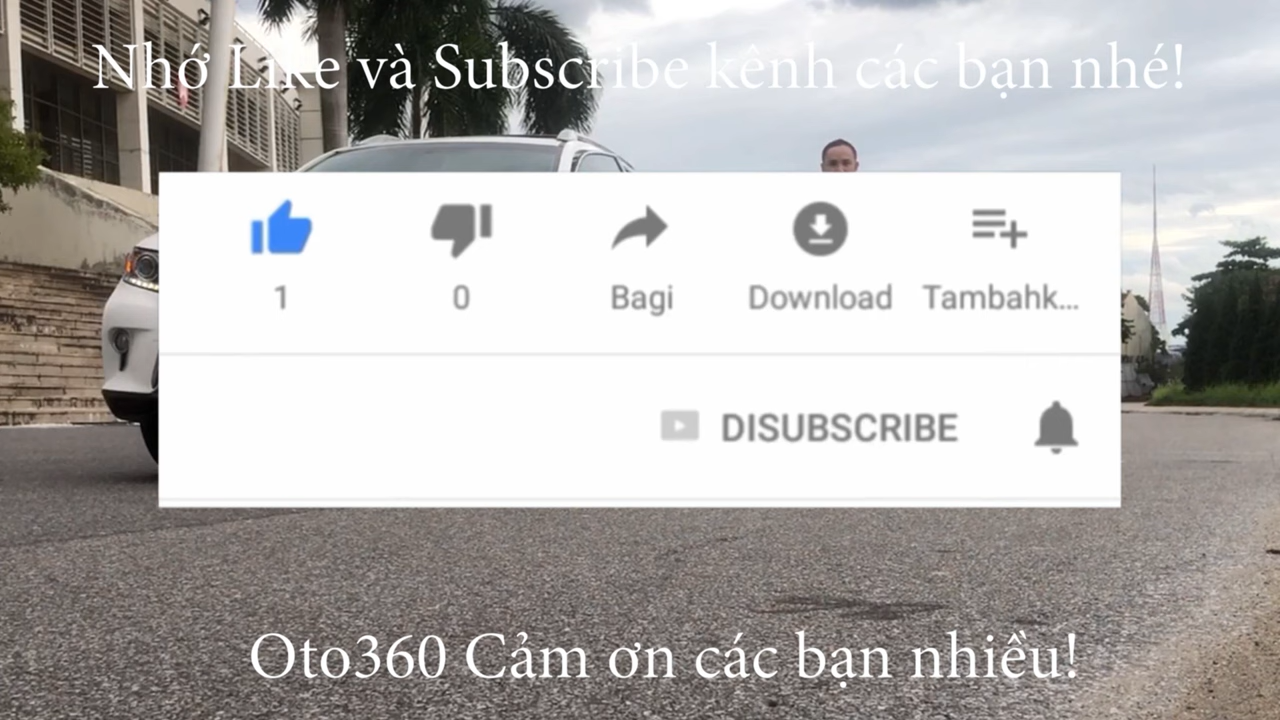 Nhớ Like và Subscribe kênh các bạn nhé!
1 0 Bagi Download Tambahk...
DISUBSCRIBE
Oto360 Cảm ơn các bạn nhiều!